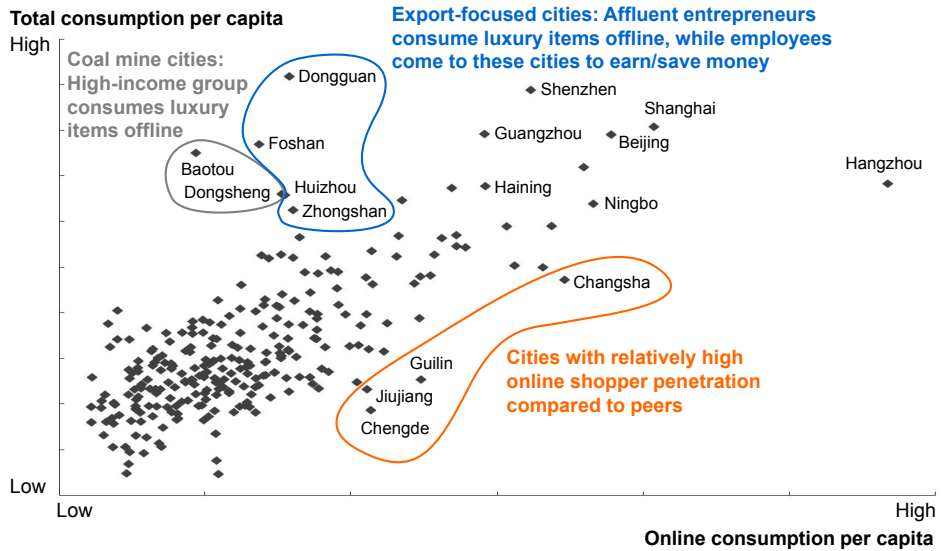 Total consumption per capita
High
Export-focused cities: Affluent entrepreneurs
consume luxury items offline, while employees
come to these cities to earn/save money
Coal mine cities:
High-income group
consumes luxury
items offline
Dongguan
Shenzhen
Shanghai
Guangzhou
Beijing
Foshan
Baotou
Hangzhou
Dongsheng
Huizhou
Haining
Zhongshan
Ningbo
Changsha
Guilin
Jiujiang
Chengde
Cities with relatively high
online shopper penetration
compared to peers
Low
Low
High
Online consumption per capita